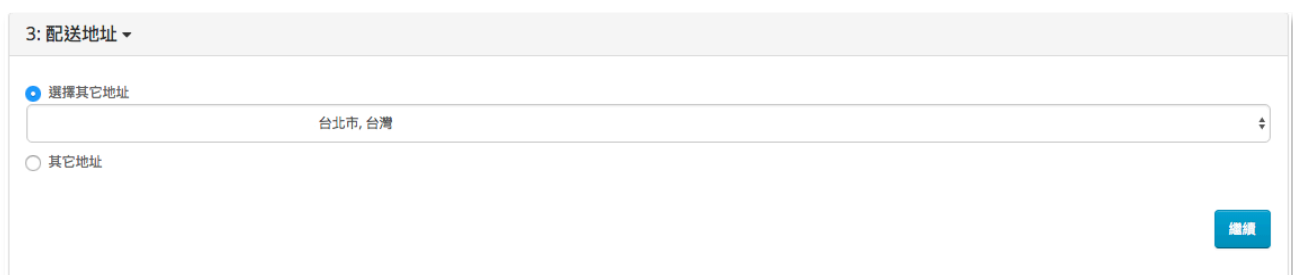 3: 配送地址
選擇其它地址
台北市, 台灣
其它地址
繼續